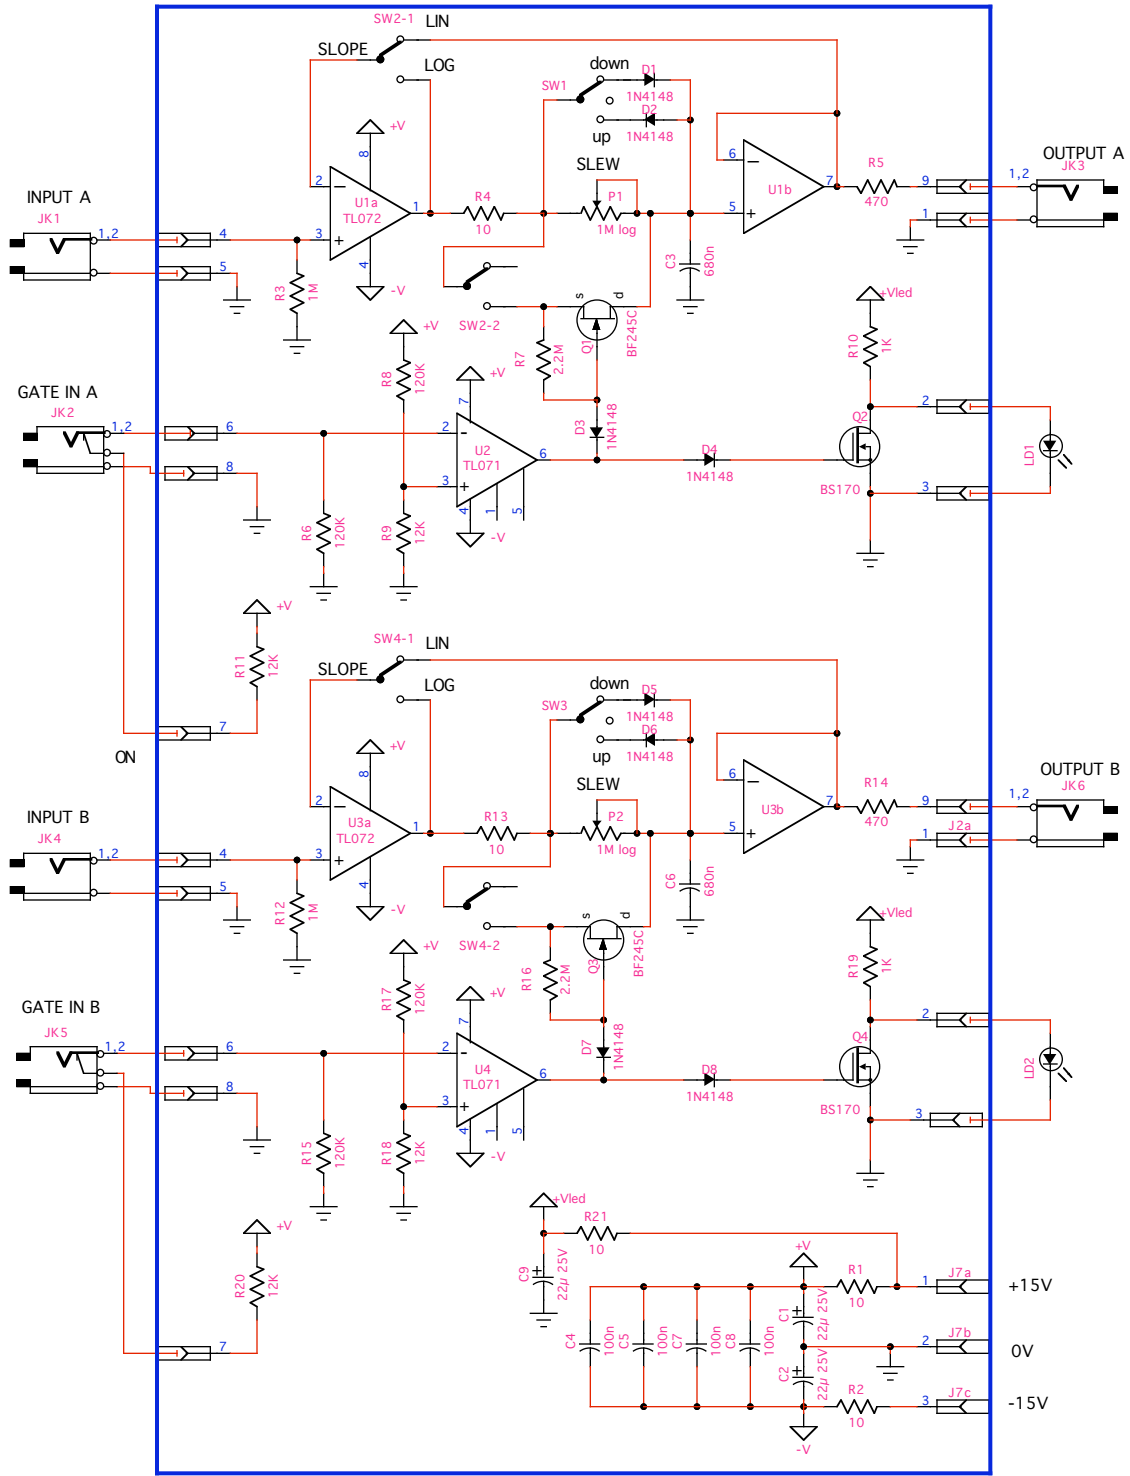 SW2-1 LIN
SLOPE
LOG
down
D1
1N4148
SW1
D2
1N4148
up
+V
8
SLEW
2
U1a
TL072
1
R4
10
P1
1M log
6
U1b
5
7
R5
470
9
1,2
OUTPUT A
JK3
1
INPUT A
JK1
1,2
4
5
3
R3
1M
4
-V
C3
680n
SW2-2
s
d
Q1
BF245C
R7
2.2M
+Vled
R10
1K
+V
R8
120K
+V
7
GATE IN A
JK2
1,2
6
8
2
U2
TL071
6
3
4
1
5
-V
D3
1N4148
D4
1N4148
Q2
BS170
2
3
LD1
R6
120K
R9
12K
+V
R11
12K
7
ON
SW4-1 LIN
SLOPE
LOG
down
D5
1N4148
SW3
D6
1N4148
up
+V
8
SLEW
2
U3a
TL072
1
R13
10
P2
1M log
6
U3b
5
7
R14
470
9
1,2
OUTPUT B
JK6
1
J2a
INPUT B
JK4
1,2
4
5
3
R12
1M
4
-V
C6
680n
SW4-2
s
d
Q3
BF245C
R16
2.2M
+Vled
R19
1K
+V
R17
120K
+V
7
GATE IN B
JK5
1,2
6
8
2
U4
TL071
6
3
4
1
5
-V
D7
1N4148
D8
1N4148
Q4
BS170
2
3
LD2
R15
120K
R18
12K
+V
R20
12K
7
+Vled
R21
10
C9
22µ 25V
+V
R1
10
1
J7a
+15V
C4
100n
C5
100n
C7
100n
C8
100n
C1
22µ 25V
2
J7b
0V
C2
22µ 25V
R2
10
3
J7c
-15V
-V